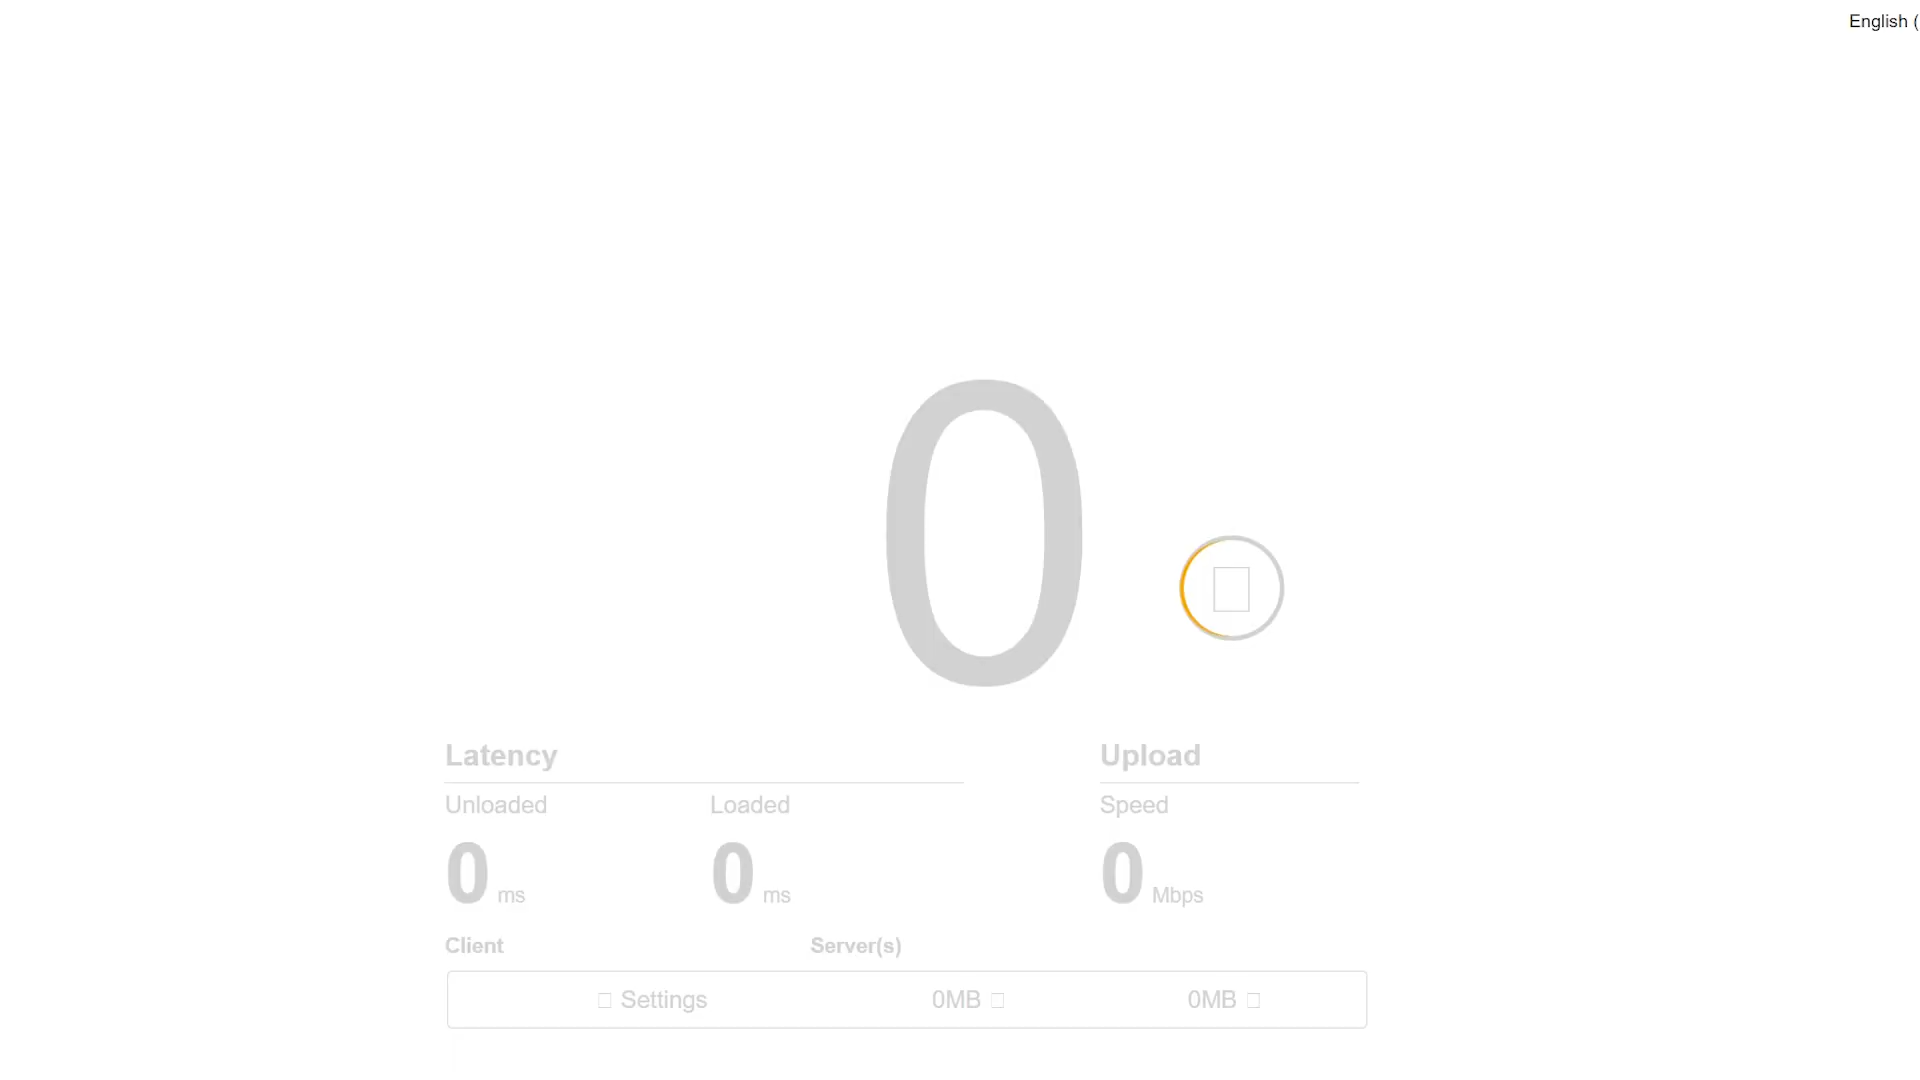 English (
0
Latency
Upload
Unloaded
Loaded
Speed
0 ms
0 ms
0 Mbps
Client
Server(s)
Settings
0MB
0MB